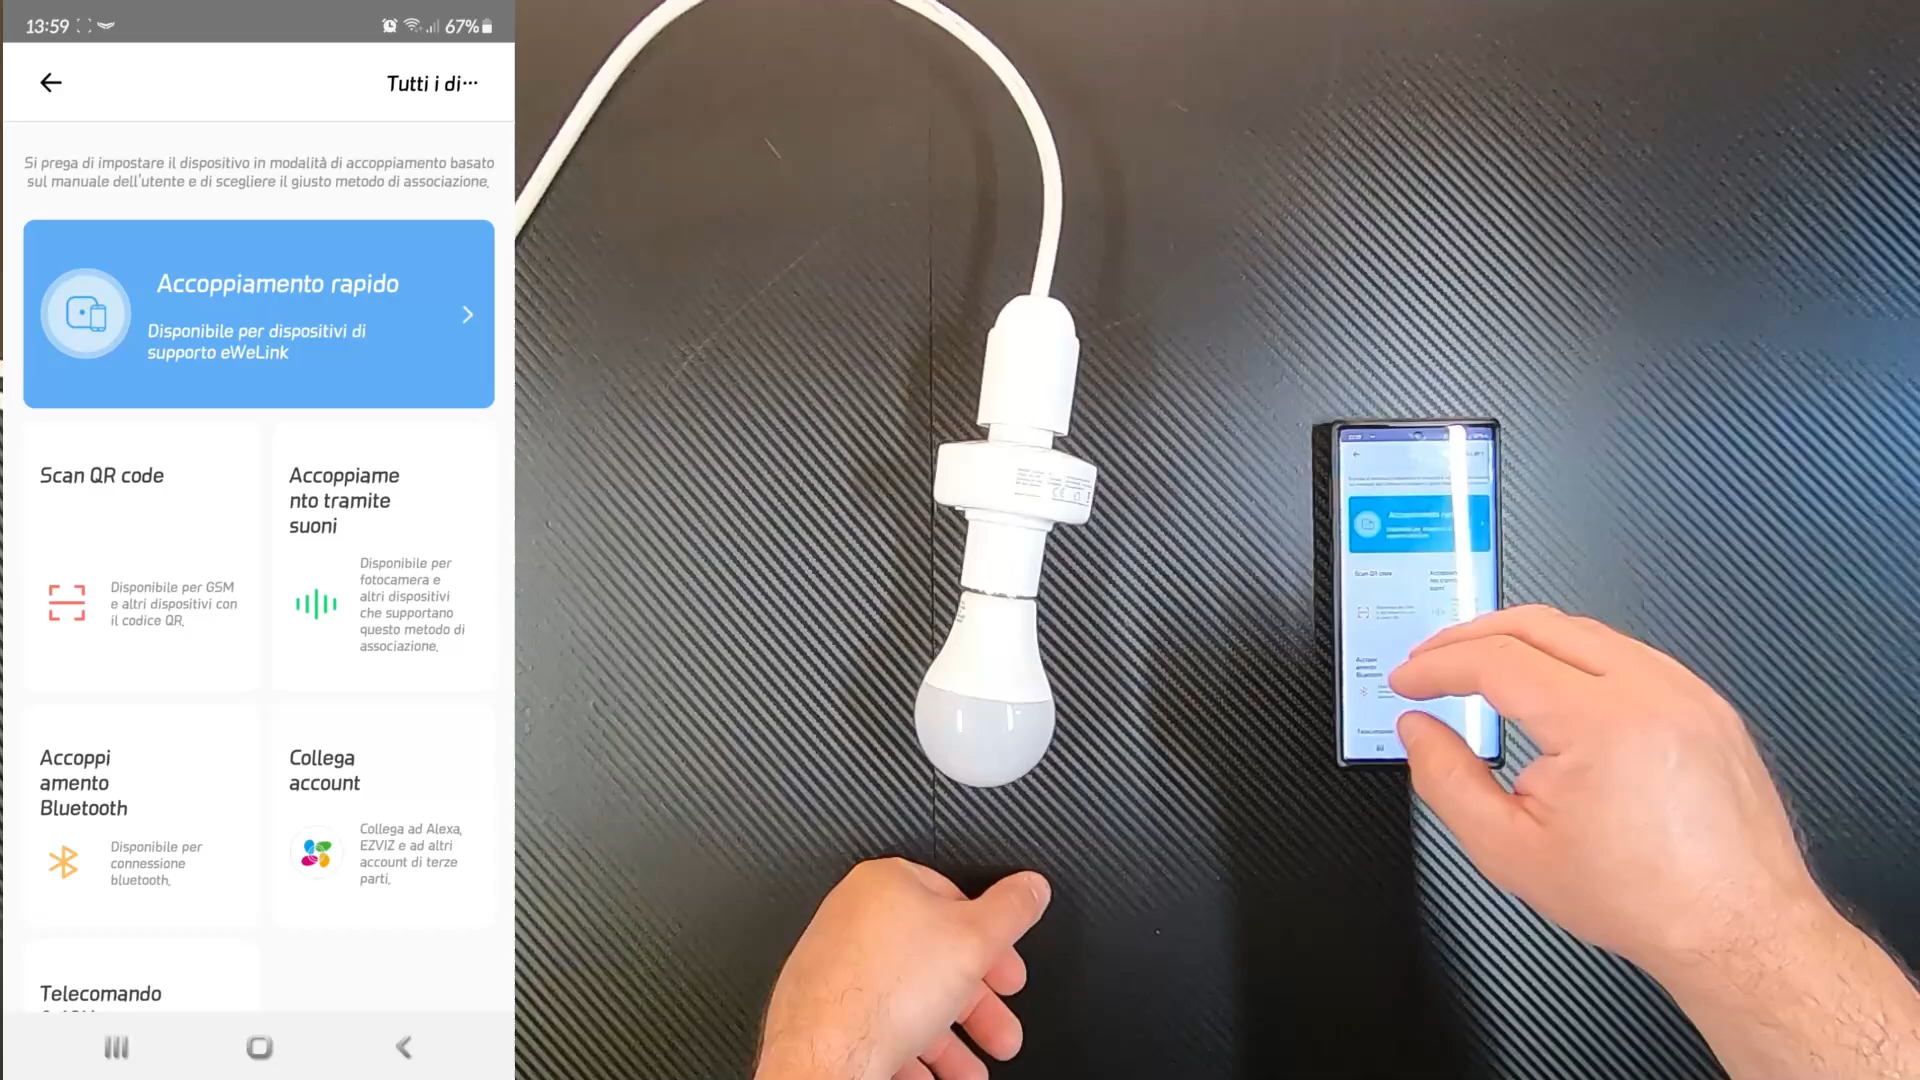 13:59
67%
Tutti i di···
Si prega di impostare il dispositivo in modalità di accoppiamento basato
sul manuale dell'utente e di scegliere il giusto metodo di associazione.
Accoppiamento rapido
Disponibile per dispositivi di
supporto eWeLink
Scan QR code
Disponibile per GSM
e altri dispositivi con
il codice QR.
Accoppiame
nto tramite
suoni
Disponibile per
fotocamera e
altri dispositivi
che supportano
questo metodo di
associazione.
Accoppi
amento
Bluetooth
Disponibile per
connessione
bluetooth.
Collega
account
Collega ad Alexa,
EZVIZ e ad altri
account di terze
parti.
Telecomando
CE
Scan QR code